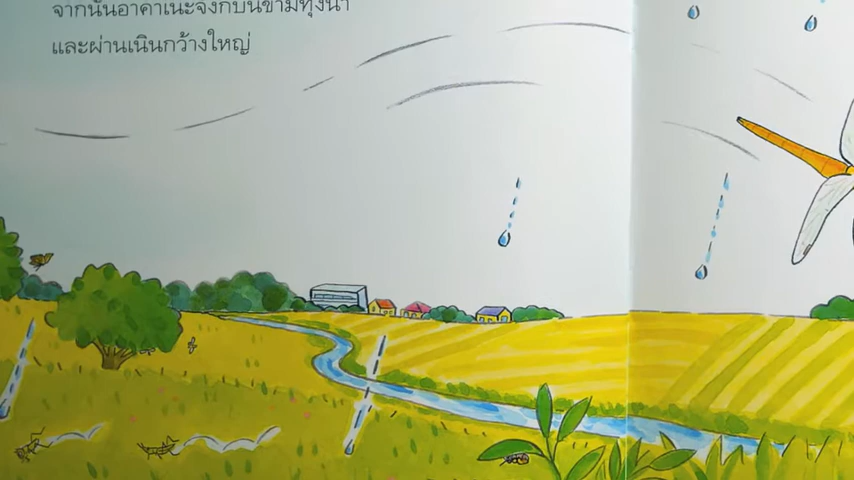 จากนั้นอาคาเนะจึงก็บินข้ามทุ่งนา
และผ่านเนินกว้างใหญ่